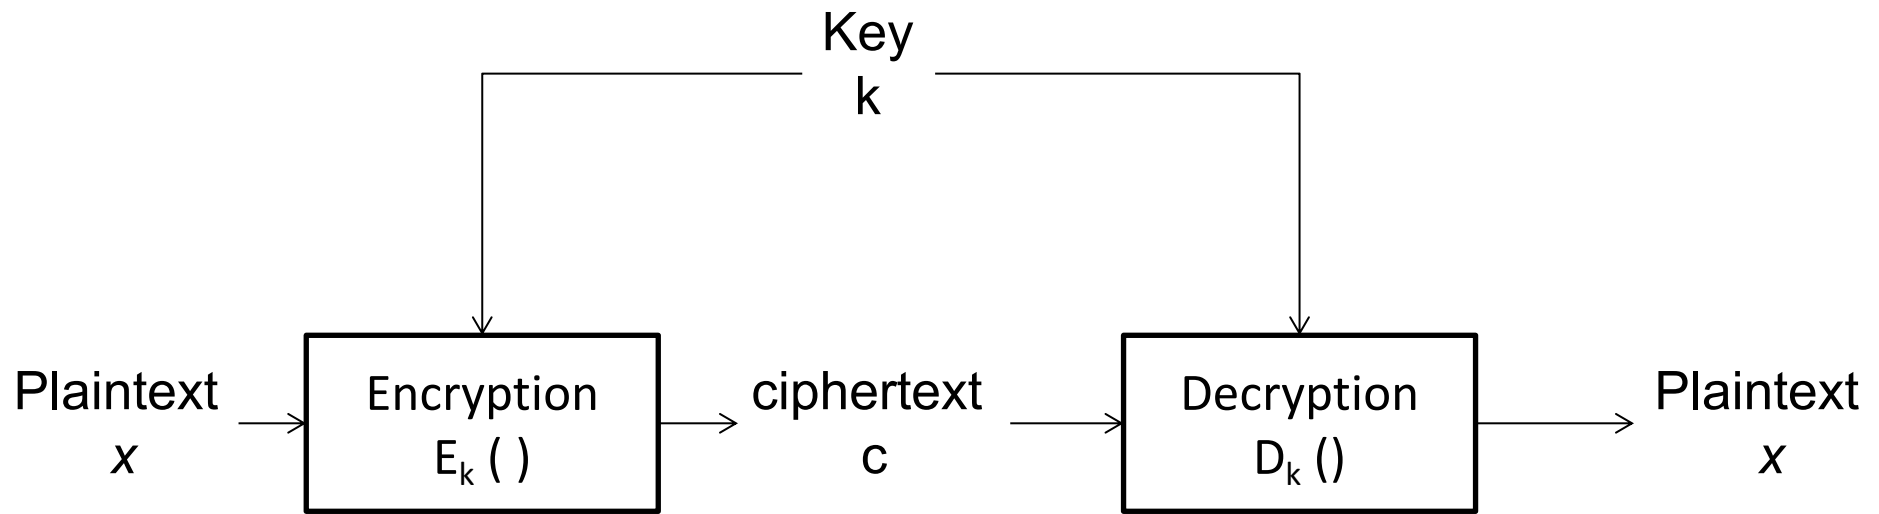 Key
k
Plaintext
x
Encryption
Eₖ ( )
ciphertext
c
Decryption
Dₖ ()
Plaintext
x